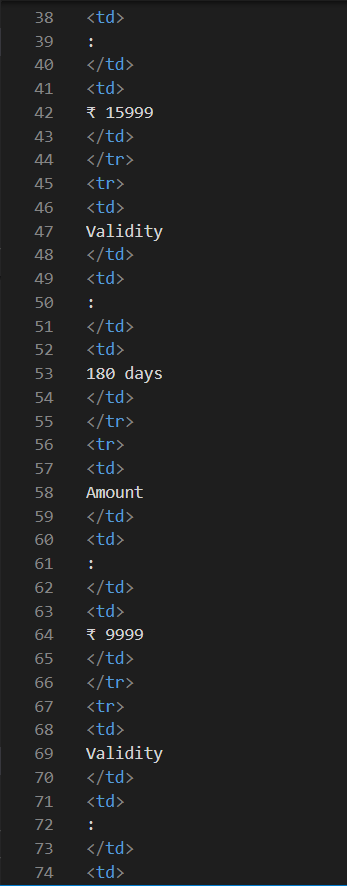 38 <td>
39 :
40 </td>
41 <td>
42 ₹ 15999
43 </td>
44 </tr>
45 <tr>
46 <td>
47 Validity
48 </td>
49 <td>
50 :
51 </td>
52 <td>
53 180 days
54 </td>
55 </tr>
56 <tr>
57 <td>
58 Amount
59 </td>
60 <td>
61 :
62 </td>
63 <td>
64 ₹ 9999
65 </td>
66 </tr>
67 <tr>
68 <td>
69 Validity
70 </td>
71 <td>
72 :
73 </td>
74 <td>